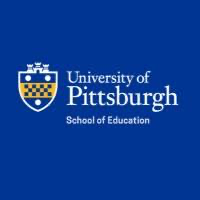 University of
Pittsburgh
School of Education